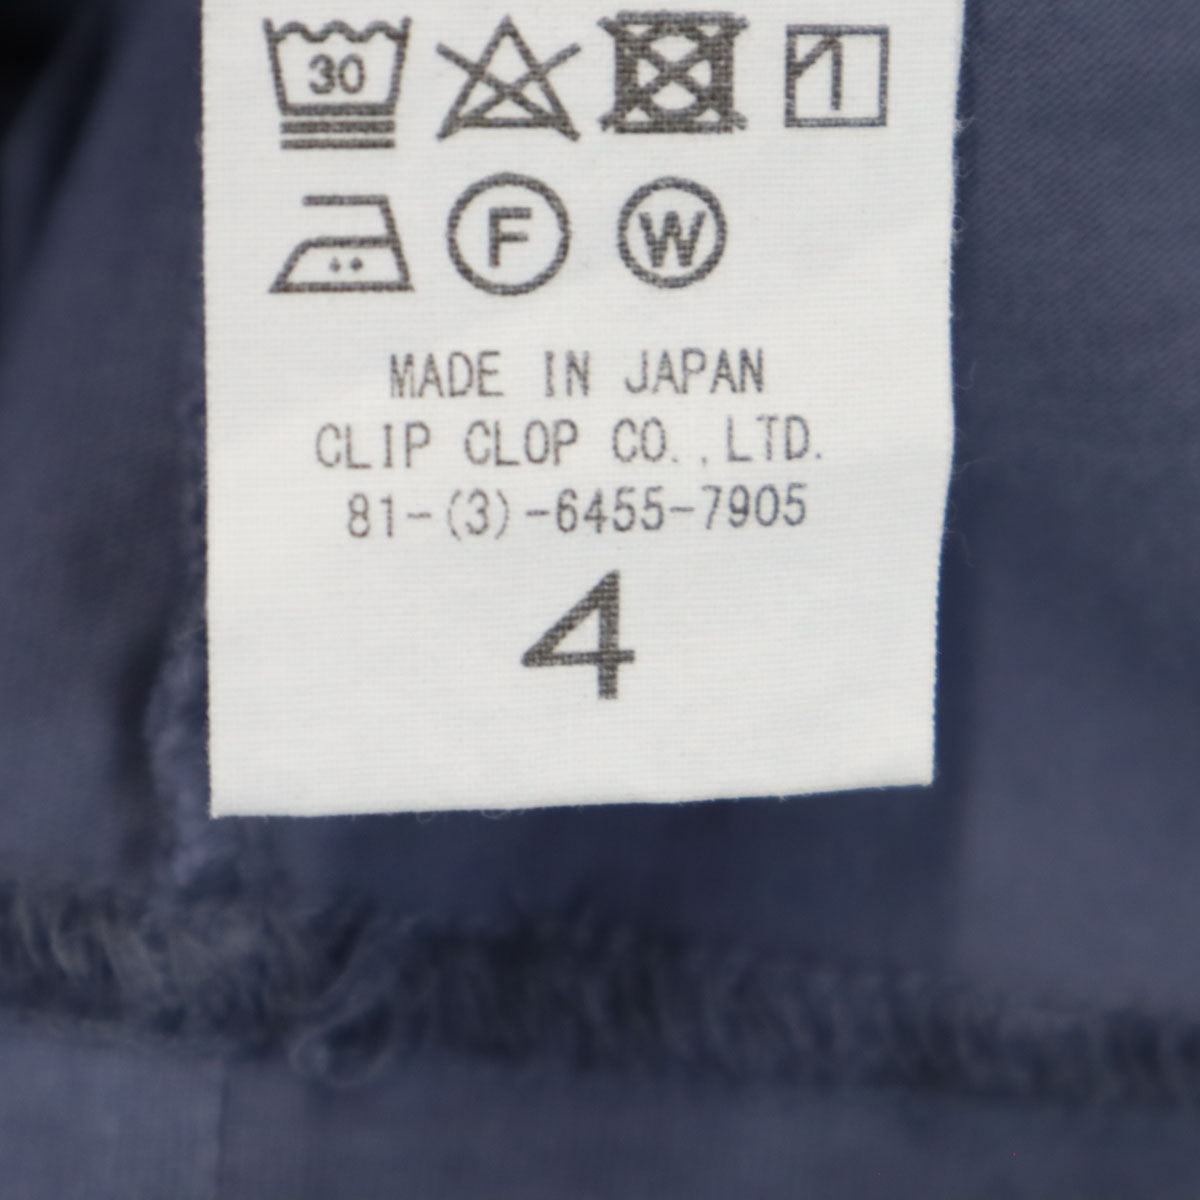 30
F W
MADE IN JAPAN
CLIP CLOP CO.,LTD.
81-(3)-6455-7905
4